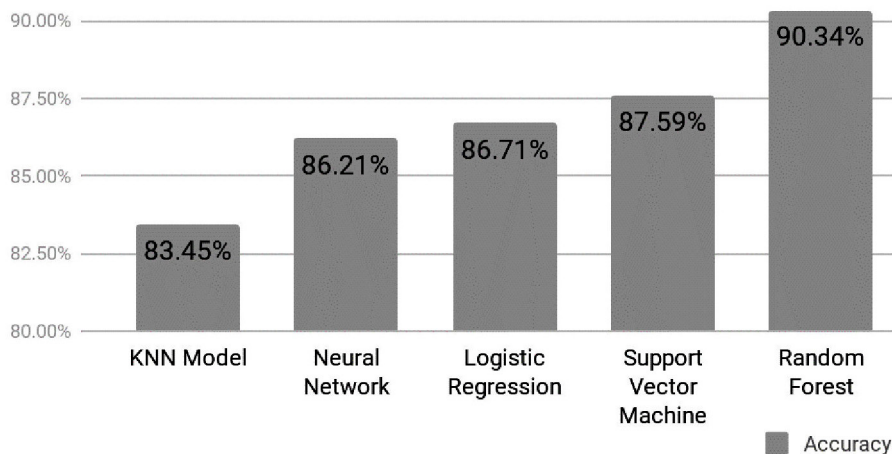 90.00%
87.50%
85.00%
82.50%
80.00%
83.45%
86.21%
86.71%
87.59%
90.34%
KNN Model
Neural
Network
Logistic
Regression
Support
Vector
Machine
Random
Forest
Accuracy